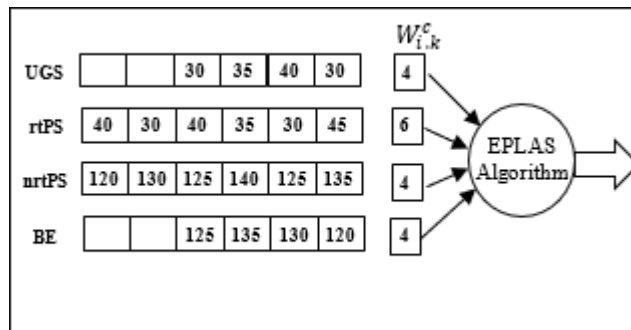 W^c_{i,k}
UGS 30 35 40 30 4
rtPS 40 30 40 35 30 45 6
nrtPS 120 130 125 140 125 135 4
BE 125 135 130 120 4
EPLAS
Algorithm